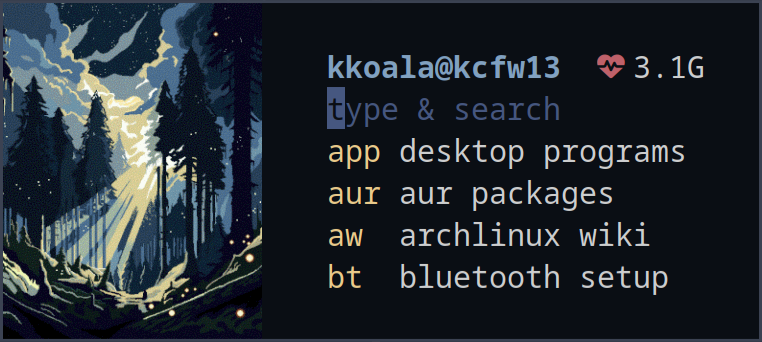 kkoala@kcfw13 3.1G
type & search
app desktop programs
aur aur packages
aw archlinux wiki
bt bluetooth setup